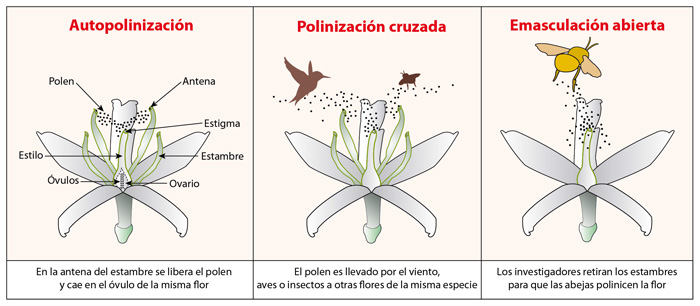 Autopolinización
Polen
Antena
Estigma
Estilo
Estambre
Óvulos
Ovario
En la antena del estambre se libera el polen
y cae en el óvulo de la misma flor
Polinización cruzada
El polen es llevado por el viento,
aves o insectos a otras flores de la misma especie
Emasculación abierta
Los investigadores retiran los estambres
para que las abejas polinicen la flor